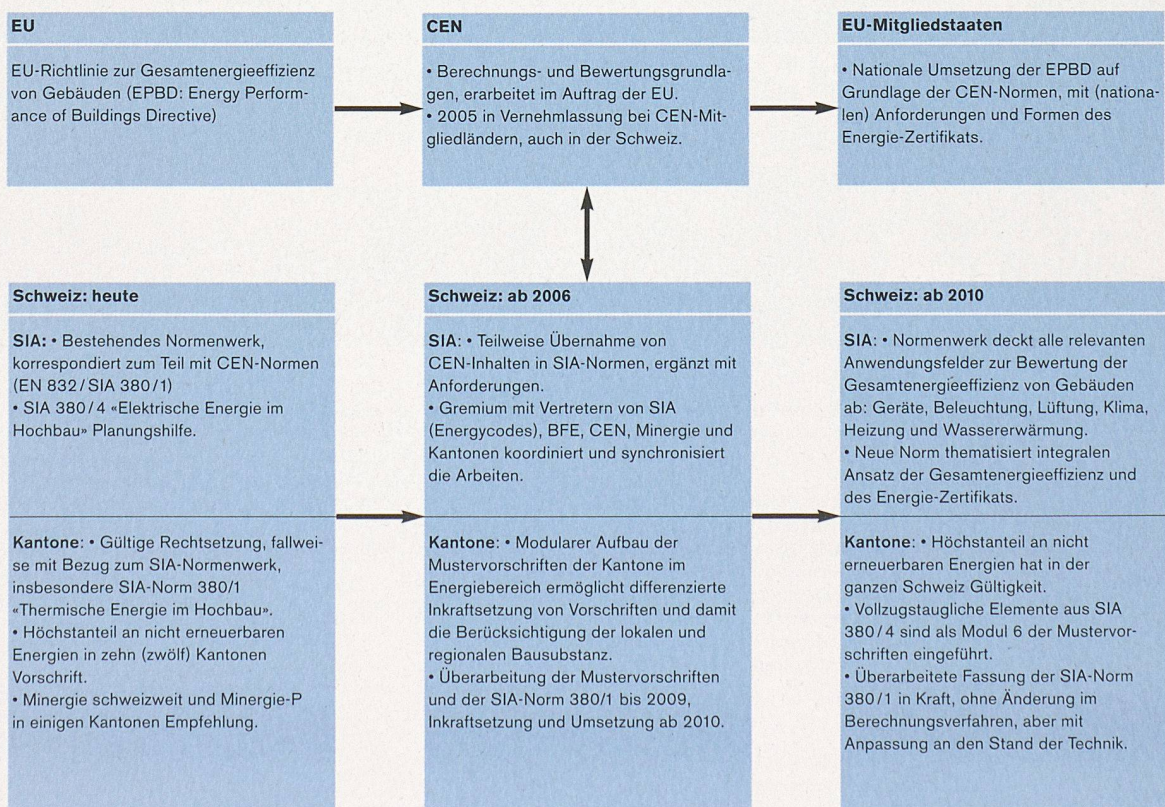 EU
EU-Richtlinie zur Gesamtenergieeffizienz
von Gebäuden (EPBD: Energy Perform-
ance of Buildings Directive)
CEN
• Berechnungs- und Bewertungsgrundla-
gen, erarbeitet im Auftrag der EU.
• 2005 in Vernehmlassung bei CEN-Mit-
gliedländern, auch in der Schweiz.
EU-Mitgliedstaaten
• Nationale Umsetzung der EPBD auf
Grundlage der CEN-Normen, mit (nationa-
len) Anforderungen und Formen des
Energie-Zertifikats.
Schweiz: heute
SIA: • Bestehendes Normenwerk,
korrespondiert zum Teil mit CEN-Normen
(EN 832/SIA 380/1)
• SIA 380/4 «Elektrische Energie im
Hochbau» Planungshilfe.
Kantone: • Gültige Rechtsetzung, fallwei-
se mit Bezug zum SIA-Normenwerk,
insbesondere SIA-Norm 380/1
«Thermische Energie im Hochbau».
• Höchstanteil an nicht erneuerbaren
Energien in zehn (zwölf) Kantonen
Vorschrift.
• Minergie schweizweit und Minergie-P
in einigen Kantonen Empfehlung.
Schweiz: ab 2006
SIA: • Teilweise Übernahme von
CEN-Inhalten in SIA-Normen, ergänzt mit
Anforderungen.
• Gremium mit Vertretern von SIA
(Energycodes), BFE, CEN, Minergie und
Kantonen koordiniert und synchronisiert
die Arbeiten.
Kantone: • Modularer Aufbau der
Mustervorschriften der Kantone im
Energiebereich ermöglicht differenzierte
Inkraftsetzung von Vorschriften und damit
die Berücksichtigung der lokalen und
regionalen Bausubstanz.
• Überarbeitung der Mustervorschriften
und der SIA-Norm 380/1 bis 2009,
Inkraftsetzung und Umsetzung ab 2010.
Schweiz: ab 2010
SIA: • Normenwerk deckt alle relevanten
Anwendungsfelder zur Bewertung der
Gesamtenergieeffizienz von Gebäuden
ab: Geräte, Beleuchtung, Lüftung, Klima,
Heizung und Wassererwärmung.
• Neue Norm thematisiert integralen
Ansatz der Gesamtenergieeffizienz und
des Energie-Zertifikats.
Kantone: • Höchstanteil an nicht
erneuerbaren Energien hat in der
ganzen Schweiz Gültigkeit.
• Vollzugstaugliche Elemente aus SIA
380/4 sind als Modul 6 der Mustervor-
schriften eingeführt.
• Überarbeitete Fassung der SIA-Norm
380/1 in Kraft, ohne Änderung im
Berechnungsverfahren, aber mit
Anpassung an den Stand der Technik.